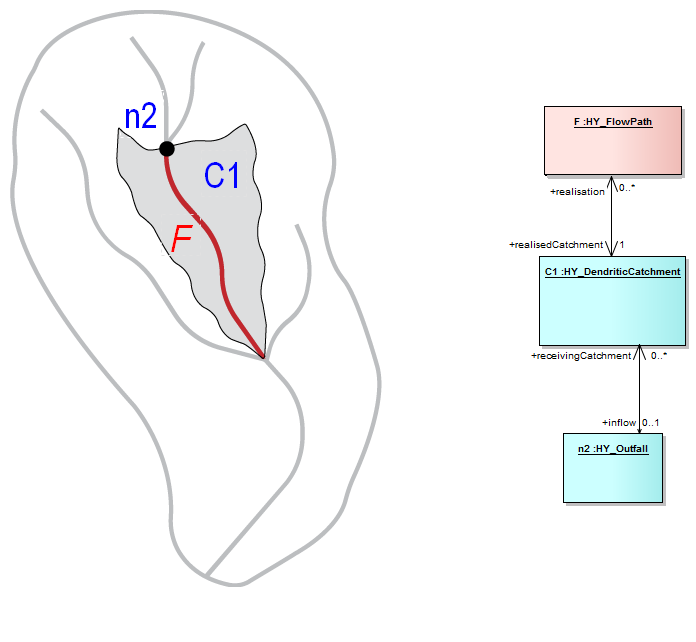 n2
C1
F
F :HY_FlowPath
+realisation
0..*
+realisedCatchment
1
C1 :HY_DendriticCatchment
+receivingCatchment
0..*
+inflow
0..1
n2 :HY_Outfall